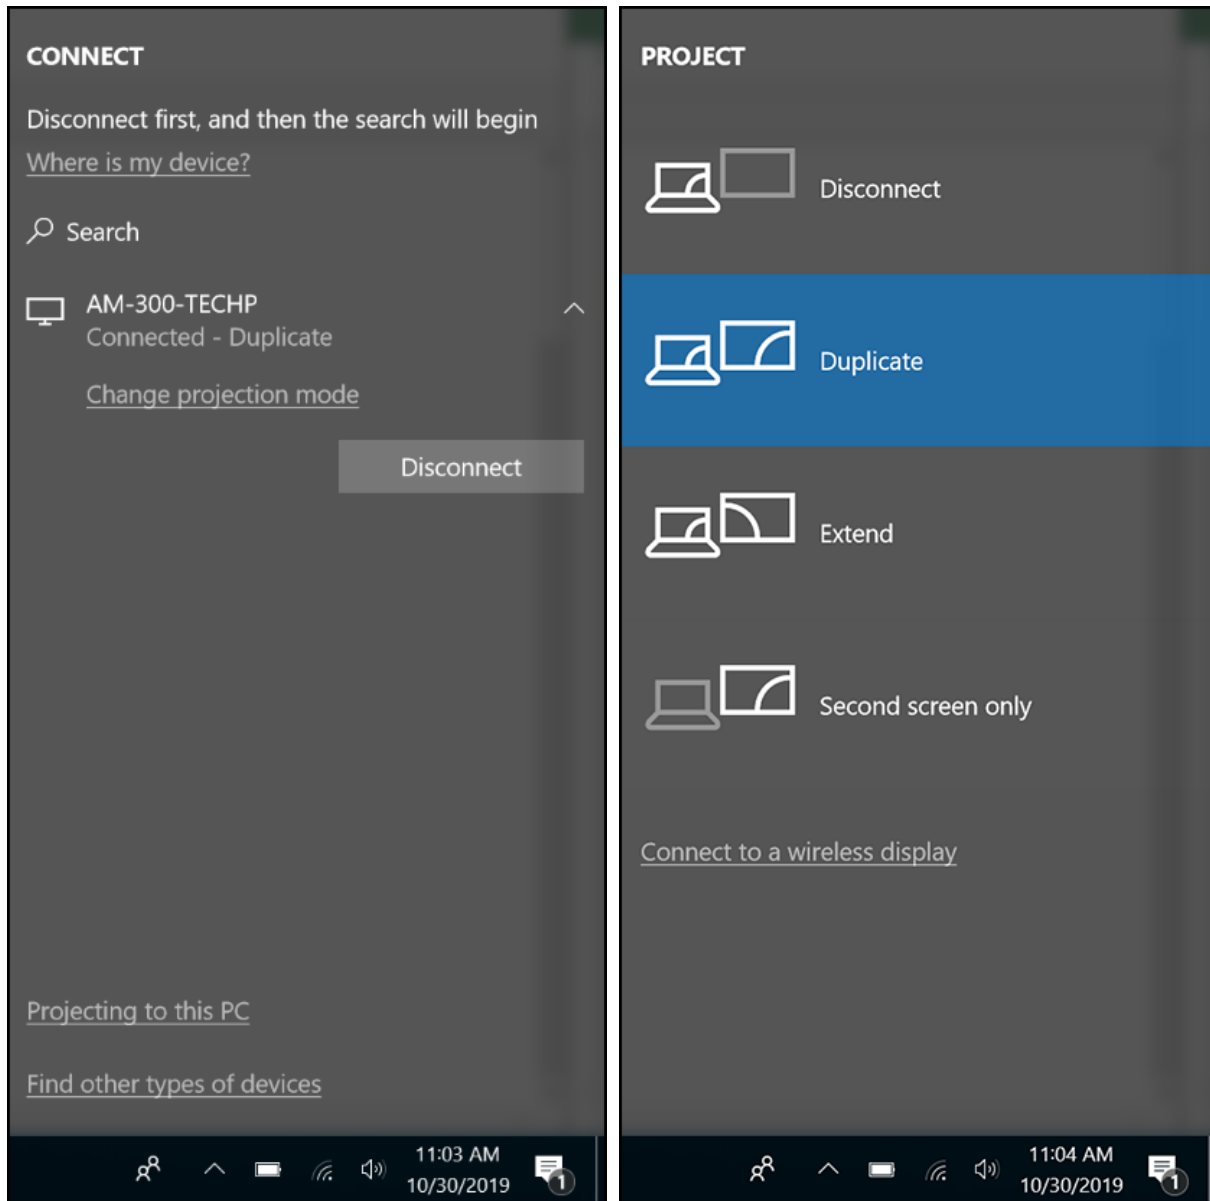 CONNECT
Disconnect first, and then the search will begin
Where is my device?
Search
AM-300-TECHP
Connected - Duplicate
Change projection mode
Disconnect
Projecting to this PC
Find other types of devices
11:03 AM
10/30/2019
1
PROJECT
Disconnect
Duplicate
Extend
Second screen only
Connect to a wireless display
11:04 AM
10/30/2019
1